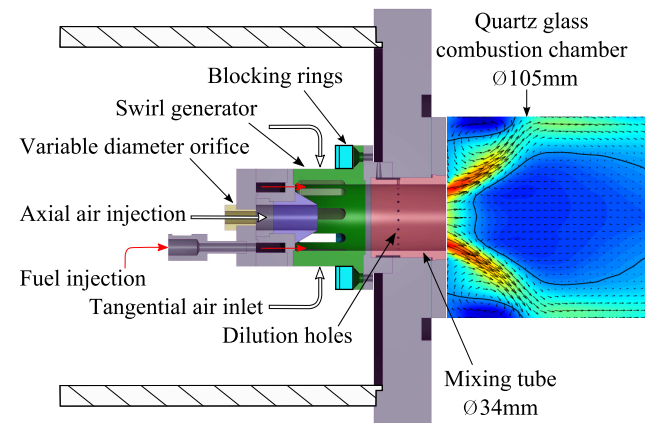 Quartz glass
combustion chamber
Ø105mm
Blocking rings
Swirl generator
Variable diameter orifice
Axial air injection
Fuel injection
Tangential air inlet
Dilution holes
Mixing tube
Ø34mm